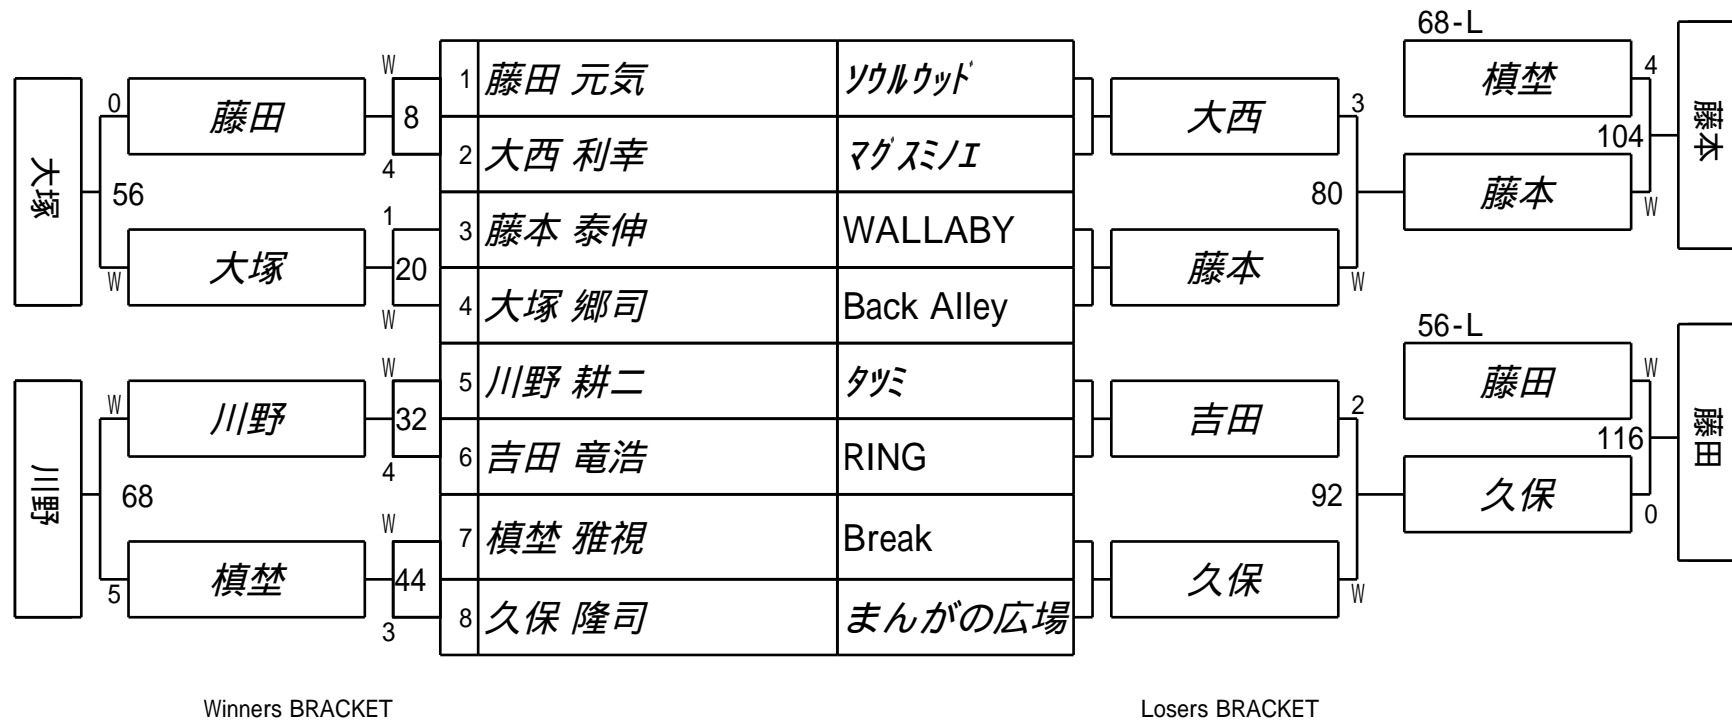 68-L
W
1 藤田 元気 ソウルウッド
4
0
藤田
8
大西
3
槙埜
藤本
4
2 大西 利幸 マグスミノエ
104
大塚
56
80
藤本
W
1
3 藤本 泰伸 WALLABY
W
大塚
20
藤本
W
4 大塚 郷司 Back Alley
W
56-L
W
5 川野 耕二 タツミ
W
川野
32
吉田
2
藤田
W
藤田
4
6 吉田 竜浩 RING
116
川野
68
92
久保
0
W
7 槙埜 雅視 Break
5
槙埜
44
久保
W
3
8 久保 隆司 まんがの広場
Winners BRACKET
Losers BRACKET